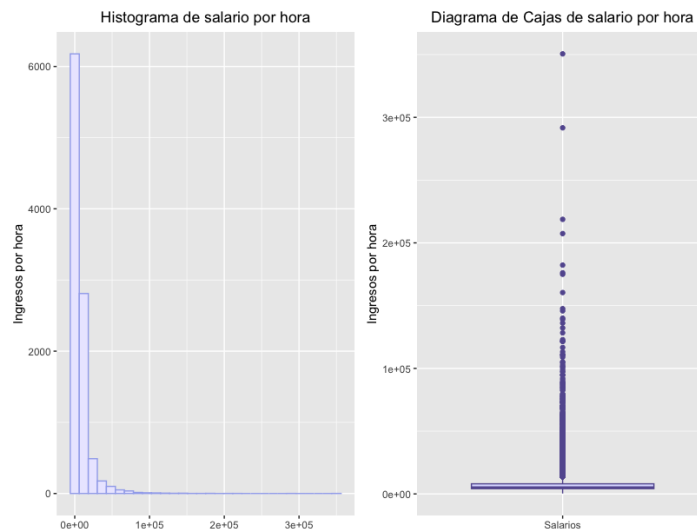 Histograma de salario por hora
Ingresos por hora
6000
4000
2000
0
0e+00
1e+05
2e+05
3e+05
Diagrama de Cajas de salario por hora
Ingresos por hora
3e+05
2e+05
1e+05
0e+00
Salarios